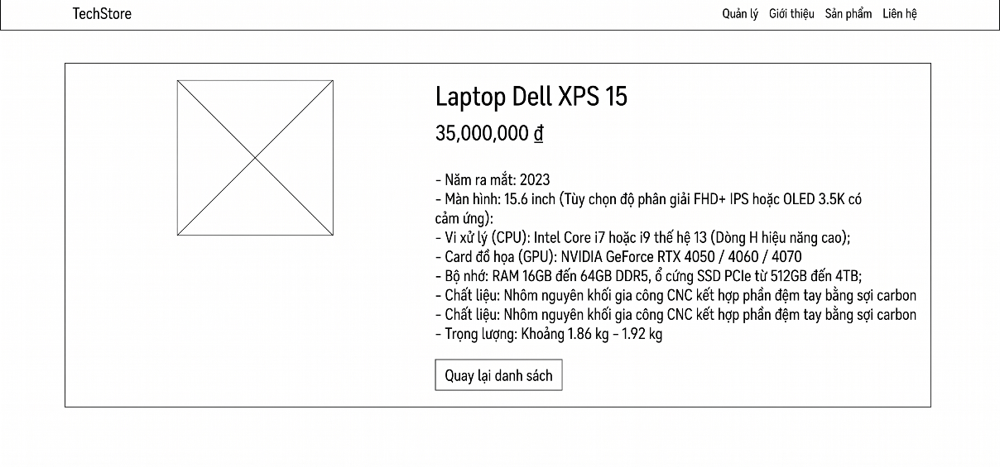 TechStore
Quản lý Giới thiệu Sản phẩm Liên hệ
Laptop Dell XPS 15
35,000,000 ₫
- Năm ra mắt: 2023
- Màn hình: 15.6 inch (Tùy chọn độ phân giải FHD+ IPS hoặc OLED 3.5K có
cảm ứng):
- Vi xử lý (CPU): Intel Core i7 hoặc i9 thế hệ 13 (Dòng H hiệu năng cao);
- Card đồ họa (GPU): NVIDIA GeForce RTX 4050 / 4060 / 4070
- Bộ nhớ: RAM 16GB đến 64GB DDR5, ổ cứng SSD PCIe từ 512GB đến 4TB;
- Chất liệu: Nhôm nguyên khối gia công CNC kết hợp phần đệm tay bằng sợi carbon
- Chất liệu: Nhôm nguyên khối gia công CNC kết hợp phần đệm tay bằng sợi carbon
- Trọng lượng: Khoảng 1.86 kg – 1.92 kg
Quay lại danh sách